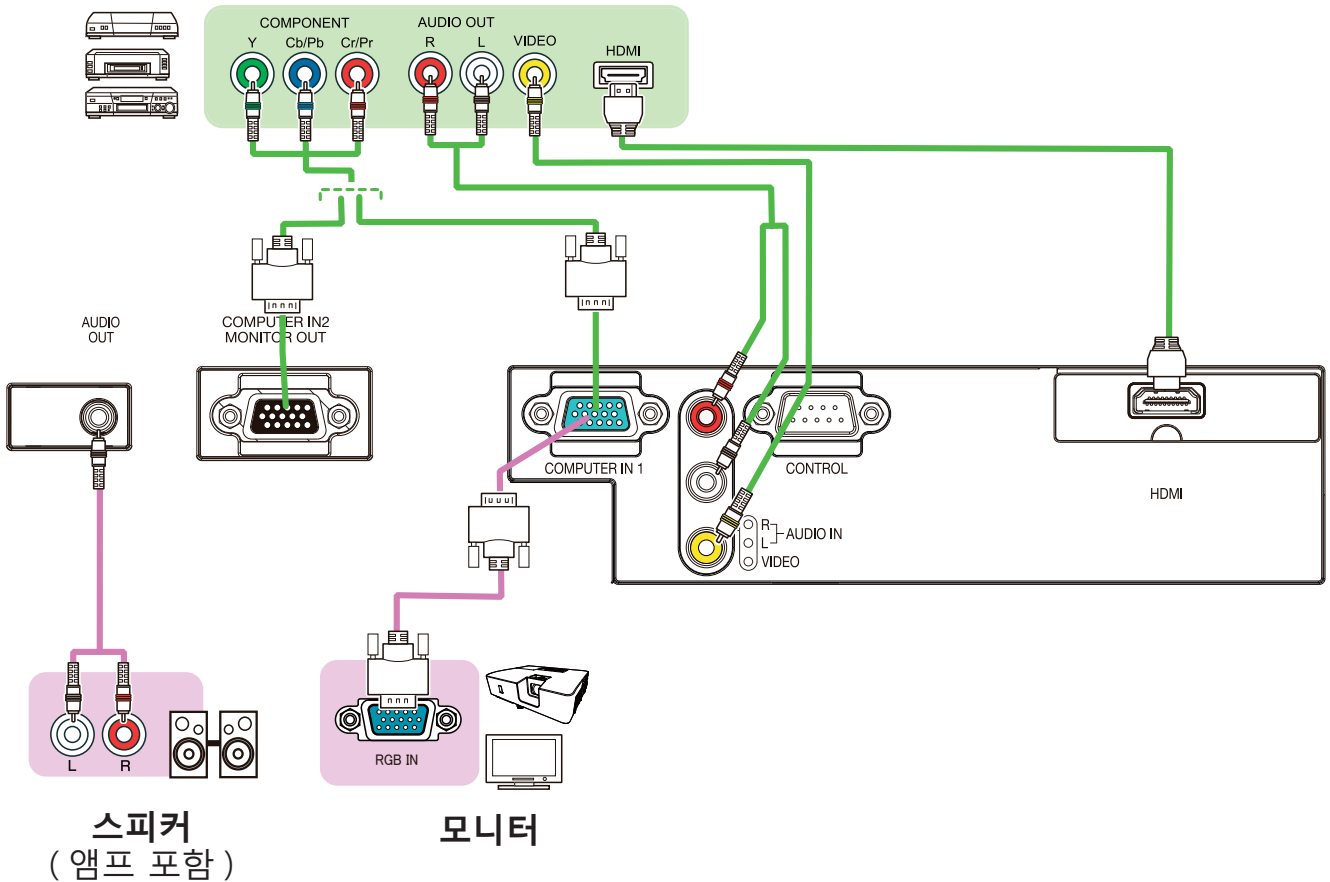 COMPONENT
AUDIO OUT
Y
Cb/Pb
Cr/Pr
R
L
VIDEO
HDMI
AUDIO
OUT
COMPUTER IN2
MONITOR OUT
COMPUTER IN 1
CONTROL
HDMI
R
L
AUDIO IN
VIDEO
L
R
RGB IN
스피커
( 앰프 포함 )
모니터